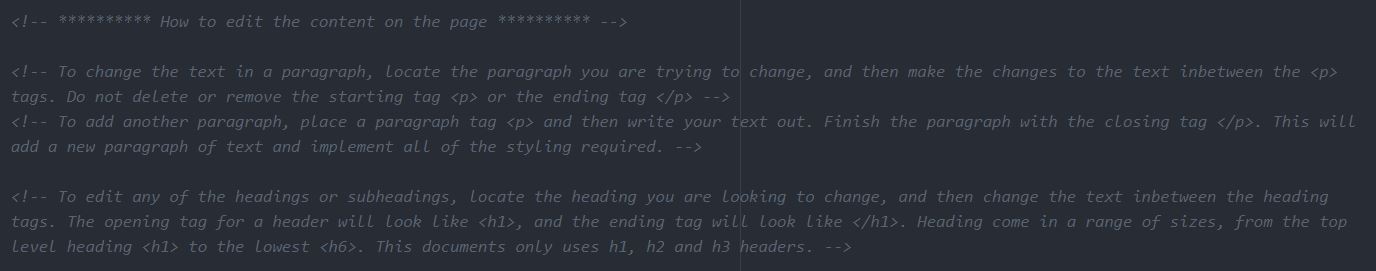 <!-- ********** How to edit the content on the page ********** -->
<!-- To change the text in a paragraph, locate the paragraph you are trying to change, and then make the changes to the text inbetween the <p>
tags. Do not delete or remove the starting tag <p> or the ending tag </p> -->
<!-- To add another paragraph, place a paragraph tag <p> and then write your text out. Finish the paragraph with the closing tag </p>. This will
add a new paragraph of text and implement all of the styling required. -->
<!-- To edit any of the headings or subheadings, locate the heading you are looking to change, and then change the text inbetween the heading
tags. The opening tag for a header will look like <h1>, and the ending tag will look like </h1>. Heading come in a range of sizes, from the top
level heading <h1> to the lowest <h6>. This documents only uses h1, h2 and h3 headers. -->